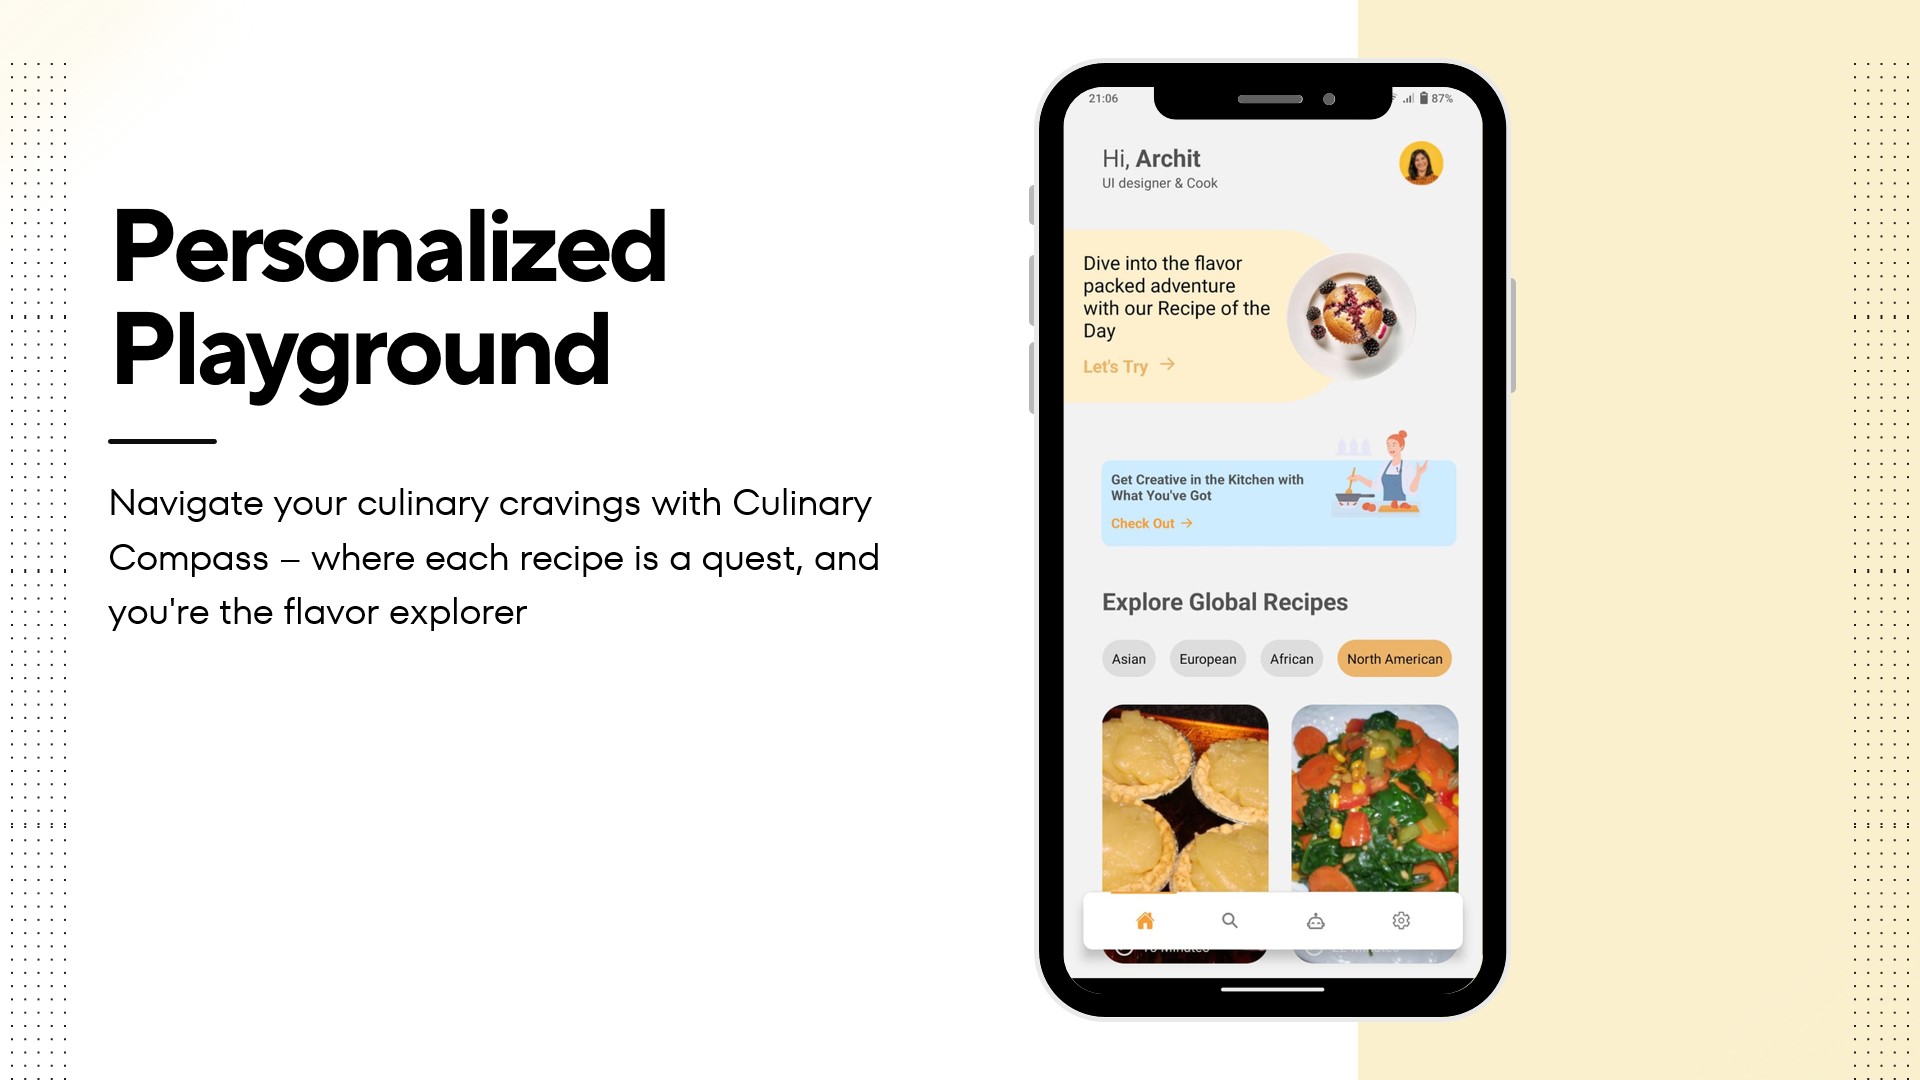 Personalized
Playground
Navigate your culinary cravings with Culinary
Compass – where each recipe is a quest, and
you're the flavor explorer
21:06
87%
Hi, Archit
UI designer & Cook
Dive into the flavor
packed adventure
with our Recipe of the
Day
Let's Try
Get Creative in the Kitchen with
What You've Got
Check Out
Explore Global Recipes
Asian
European
African
North American